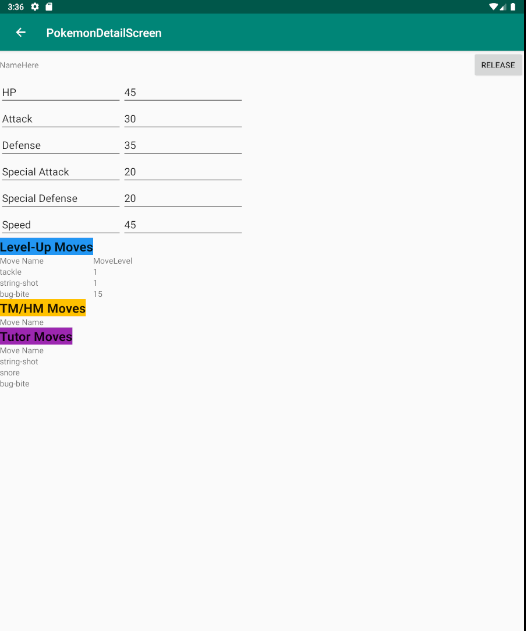 3:36
PokemonDetailScreen
NameHere RELEASE
HP 45
Attack 30
Defense 35
Special Attack 20
Special Defense 20
Speed 45
Level-Up Moves
Move Name MoveLevel
tackle 1
string-shot 1
bug-bite 15
TM/HM Moves
Move Name
Tutor Moves
Move Name
string-shot
snore
bug-bite